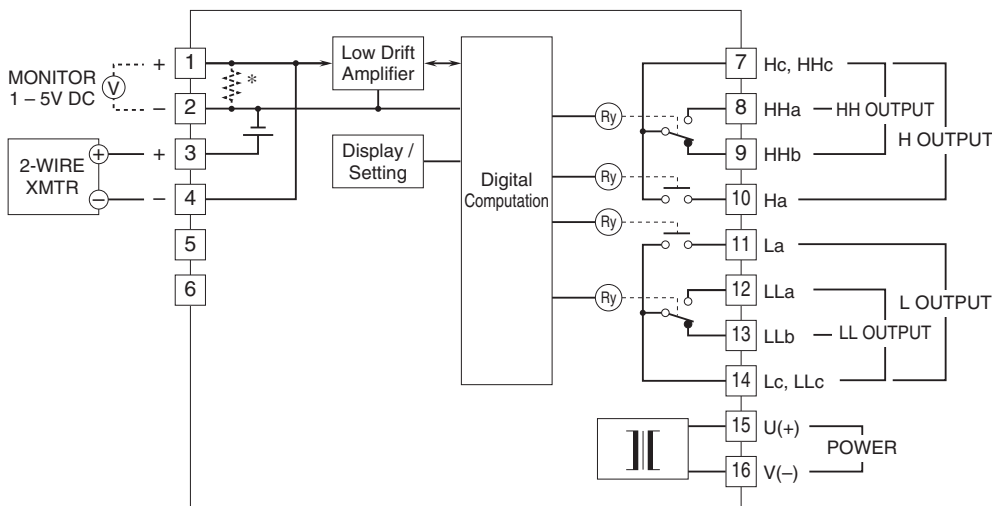 MONITOR
1 – 5V DC
+
–
V
1
2
*
2-WIRE
XMTR
+
–
+
–
3
4
5
6
Low Drift
Amplifier
Display /
Setting
Digital
Computation
Ry
Ry
Ry
Ry
7 Hc, HHc
8 HHa
9 HHb
10 Ha
HH OUTPUT
H OUTPUT
11 La
12 LLa
13 LLb
14 Lc, LLc
L OUTPUT
LL OUTPUT
15 U(+)
16 V(–)
POWER